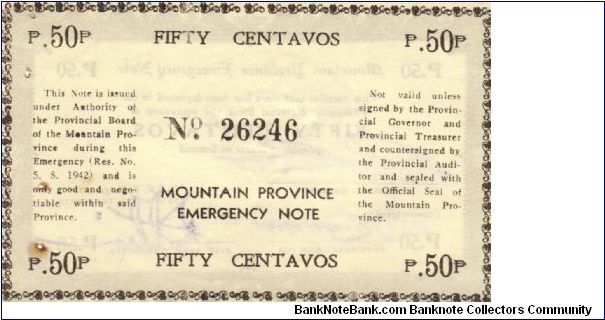 ₱.50₱ FIFTY CENTAVOS ₱.50₱
This Note is issued
under Authority of
the Provincial Board
of the Mountain Pro-
vince during this
Emergency (Res. No.
5, S. 1942) and is
only good and nego-
tiable within said
Province.
Nº 26246
MOUNTAIN PROVINCE
EMERGENCY NOTE
Not valid unless
signed by the Provin-
cial Governor and
Provincial Treasurer
and countersigned by
the Provincial Audi-
tor and sealed with
the Official Seal of
the Mountain Pro-
vince.
₱.50₱ FIFTY CENTAVOS ₱.50₱
BankNoteBank.com Banknote Collectors Community